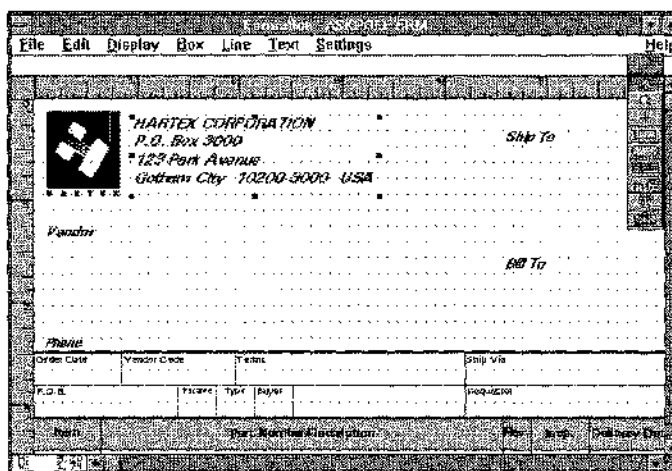 File Edit Display Box Line Text Settings Help
HARTEX CORPORATION
P.O. Box 3000
123 Park Avenue
Gotham City 10200-3000 USA
Ship To
HARTEX
Vendor
Bill To
Phone
Order Date Vendor Code Terms Ship Via
F.O.B. Type Buyer Requisitor
Item Part Number/Description